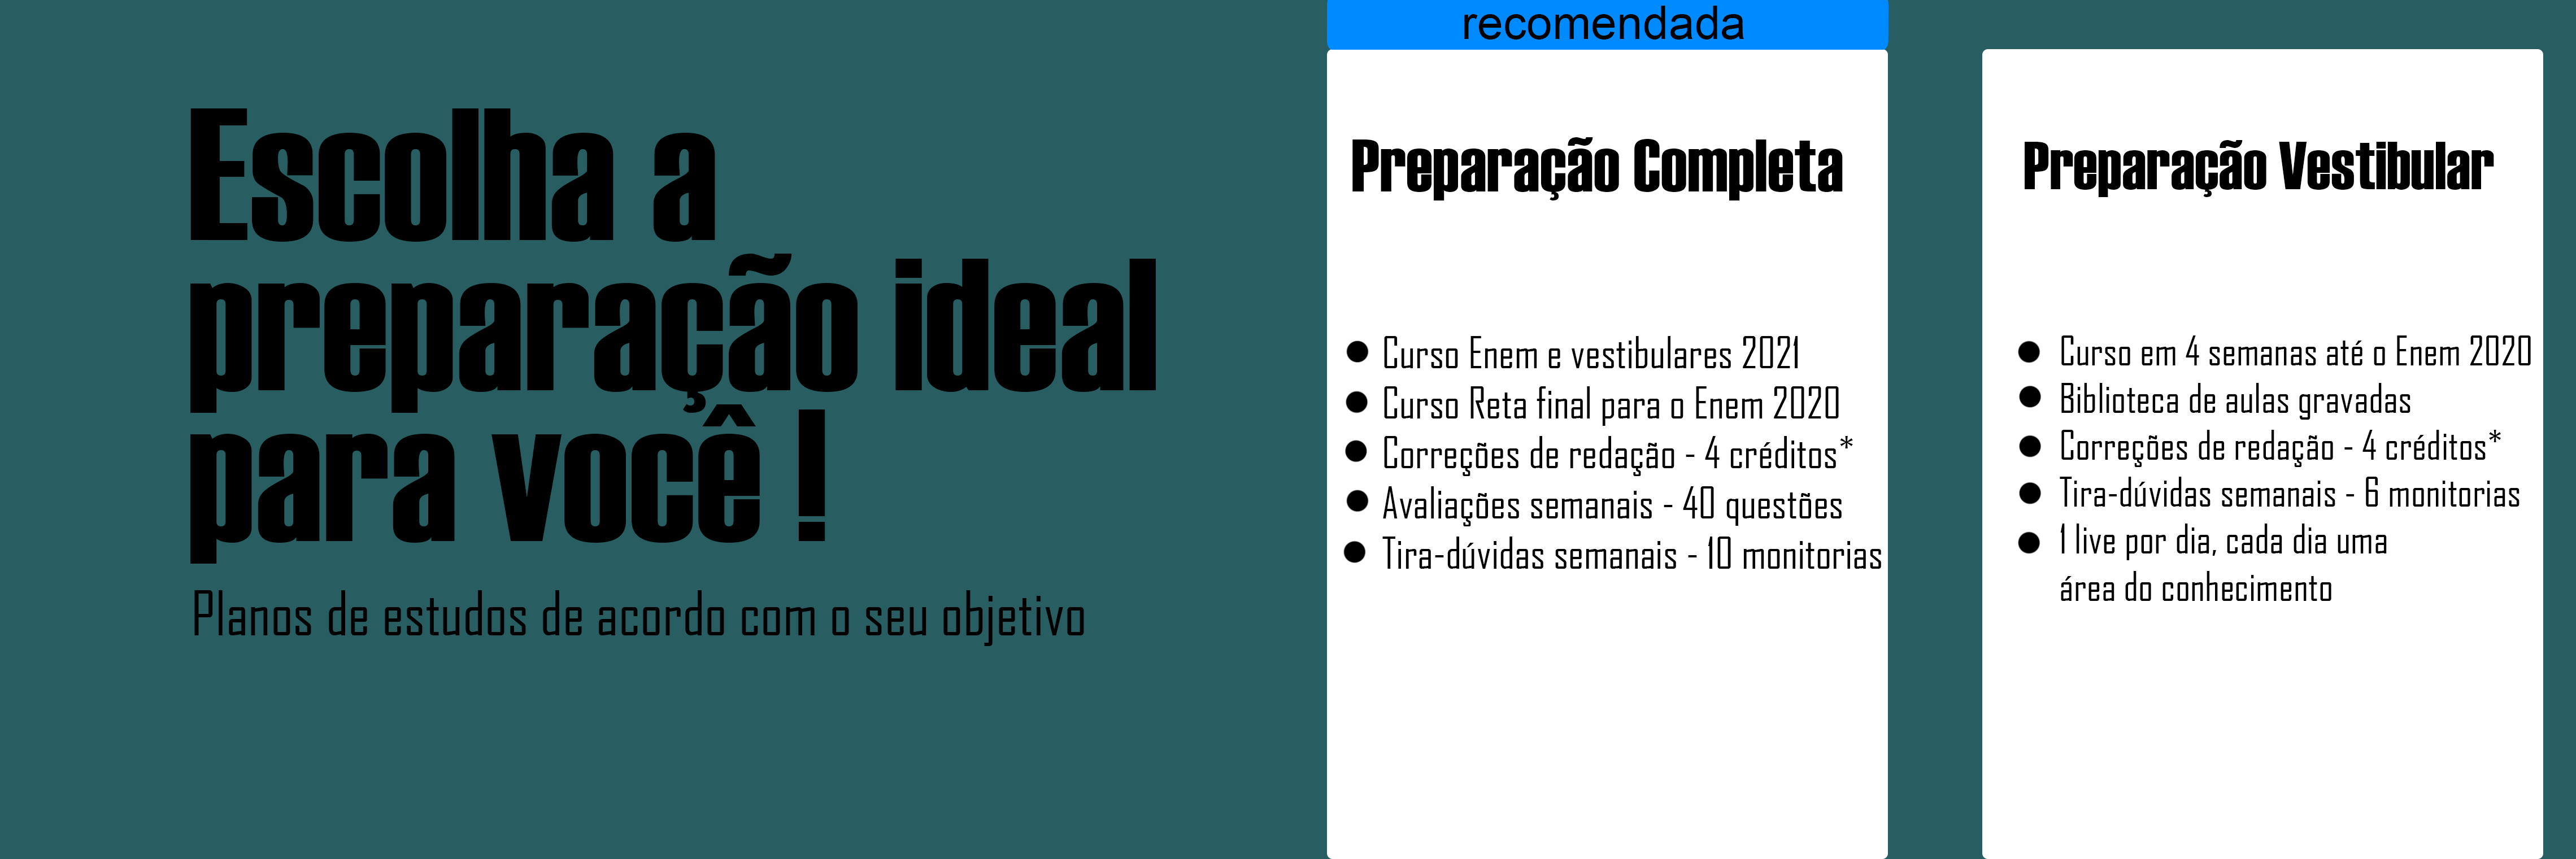 Escolha a
preparação ideal
para você !
Planos de estudos de acordo com o seu objetivo
recomendada
Preparação Completa
● Curso Enem e vestibulares 2021
● Curso Reta final para o Enem 2020
● Correções de redação - 4 créditos*
● Avaliações semanais - 40 questões
● Tira-dúvidas semanais - 10 monitorias
Preparação Vestibular
● Curso em 4 semanas até o Enem 2020
● Biblioteca de aulas gravadas
● Correções de redação - 4 créditos*
● Tira-dúvidas semanais - 6 monitorias
● 1 live por dia, cada dia uma
área do conhecimento